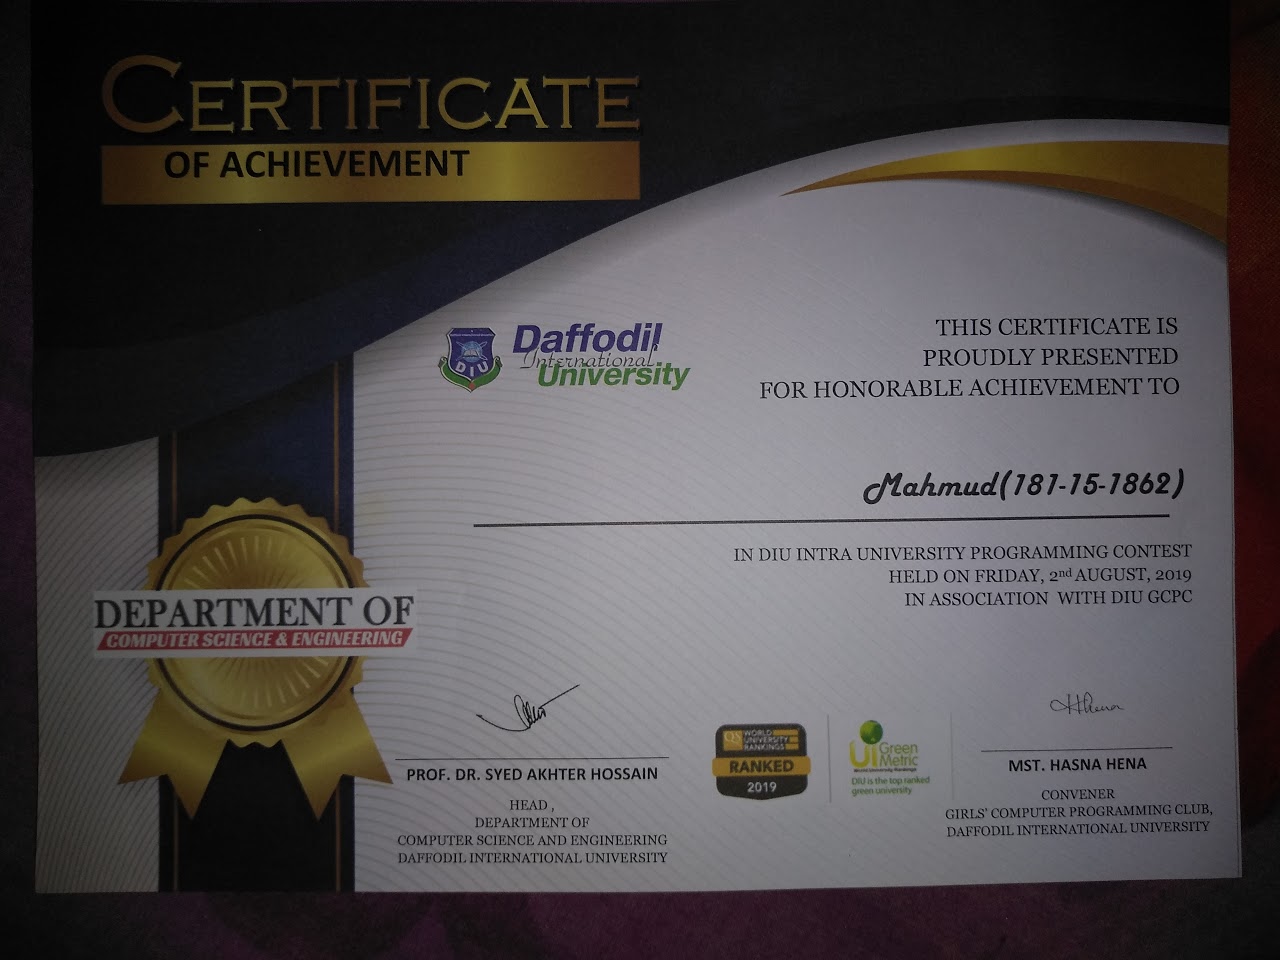 CERTIFICATE
OF ACHIEVEMENT
Daffodil
International
University
DIU
THIS CERTIFICATE IS
PROUDLY PRESENTED
FOR HONORABLE ACHIEVEMENT TO
Mahmud(181-15-1862)
IN DIU INTRA UNIVERSITY PROGRAMMING CONTEST
HELD ON FRIDAY, 2nd AUGUST, 2019
IN ASSOCIATION WITH DIU GCPC
DEPARTMENT OF
COMPUTER SCIENCE & ENGINEERING
PROF. DR. SYED AKHTER HOSSAIN
HEAD ,
DEPARTMENT OF
COMPUTER SCIENCE AND ENGINEERING
DAFFODIL INTERNATIONAL UNIVERSITY
QS WORLD
UNIVERSITY
RANKINGS
RANKED
2019
UI Green
Metric
World University Rankings
DIU is the top ranked
green university
HHena
MST. HASNA HENA
CONVENER
GIRLS' COMPUTER PROGRAMMING CLUB,
DAFFODIL INTERNATIONAL UNIVERSITY